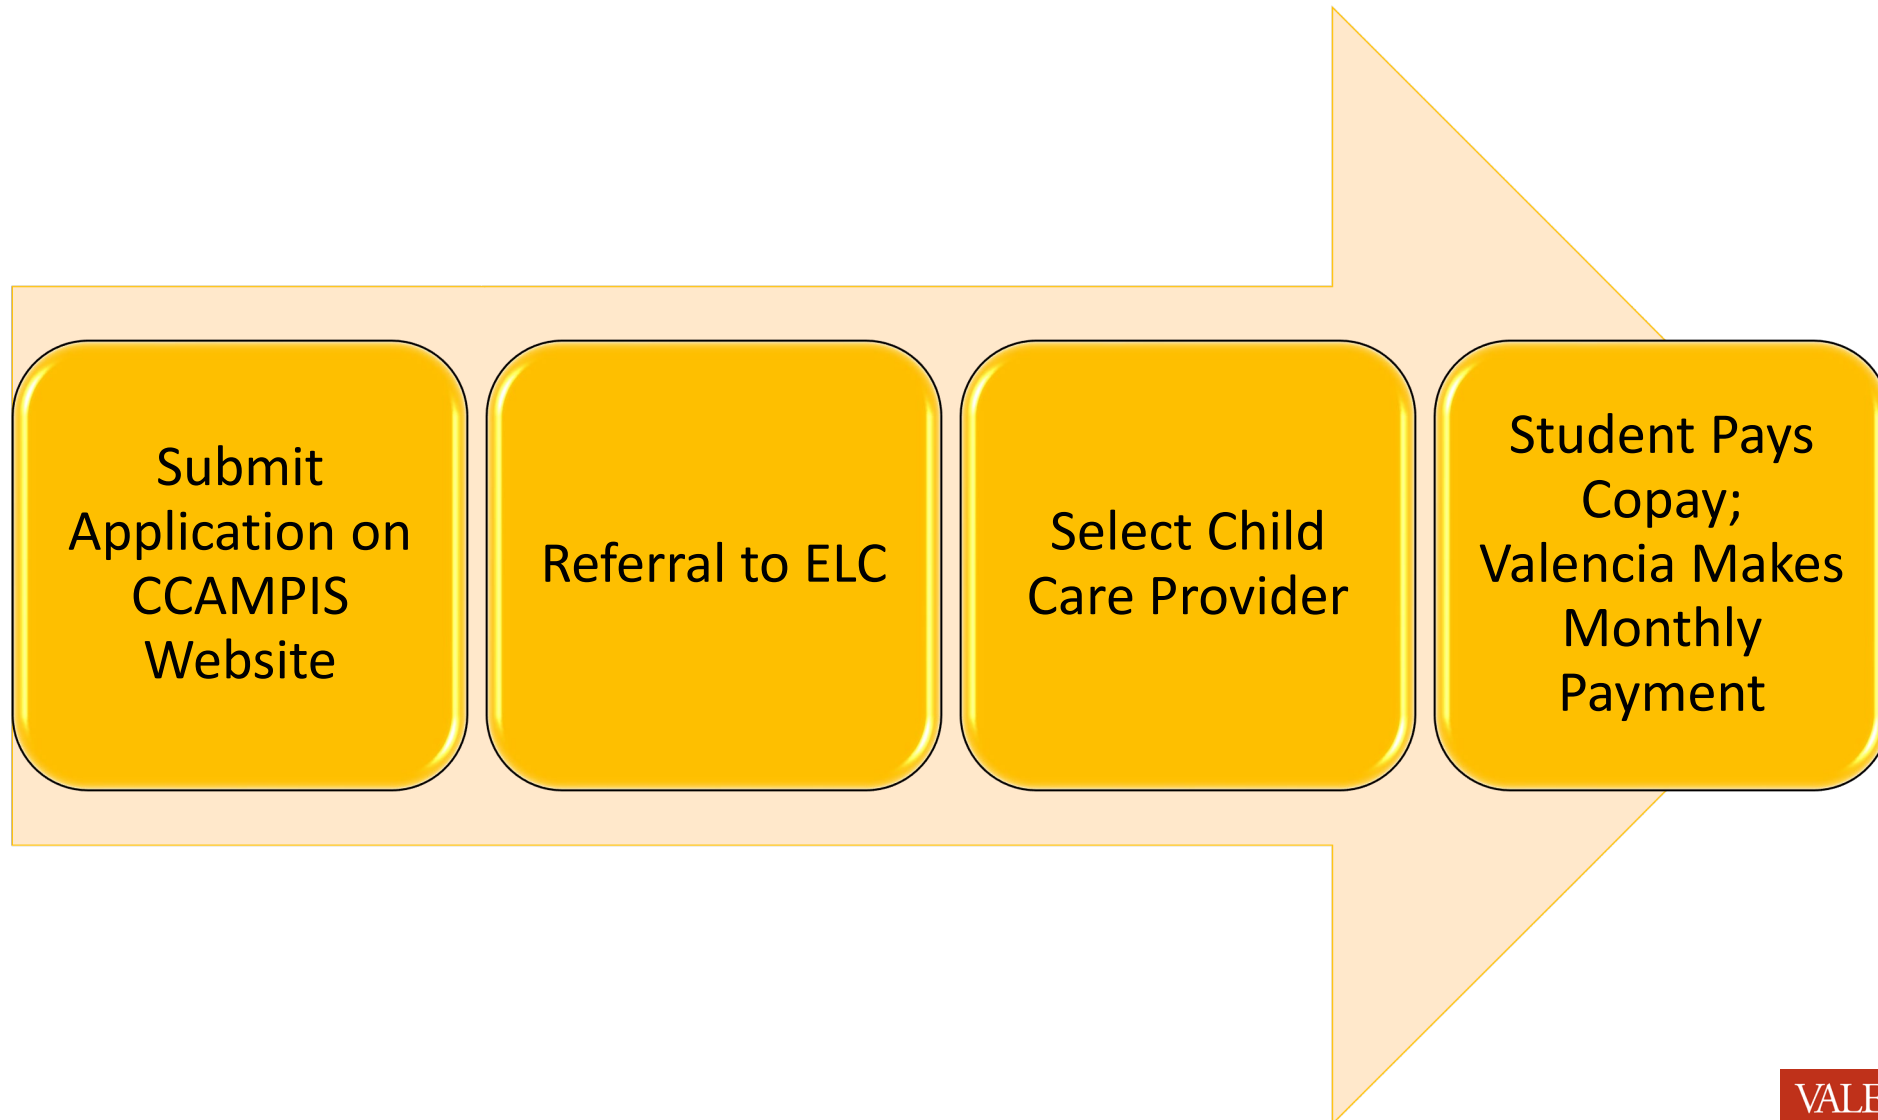 Submit
Application on
CCAMPIS
Website
Referral to ELC
Select Child
Care Provider
Student Pays
Copay;
Valencia Makes
Monthly
Payment
VALE